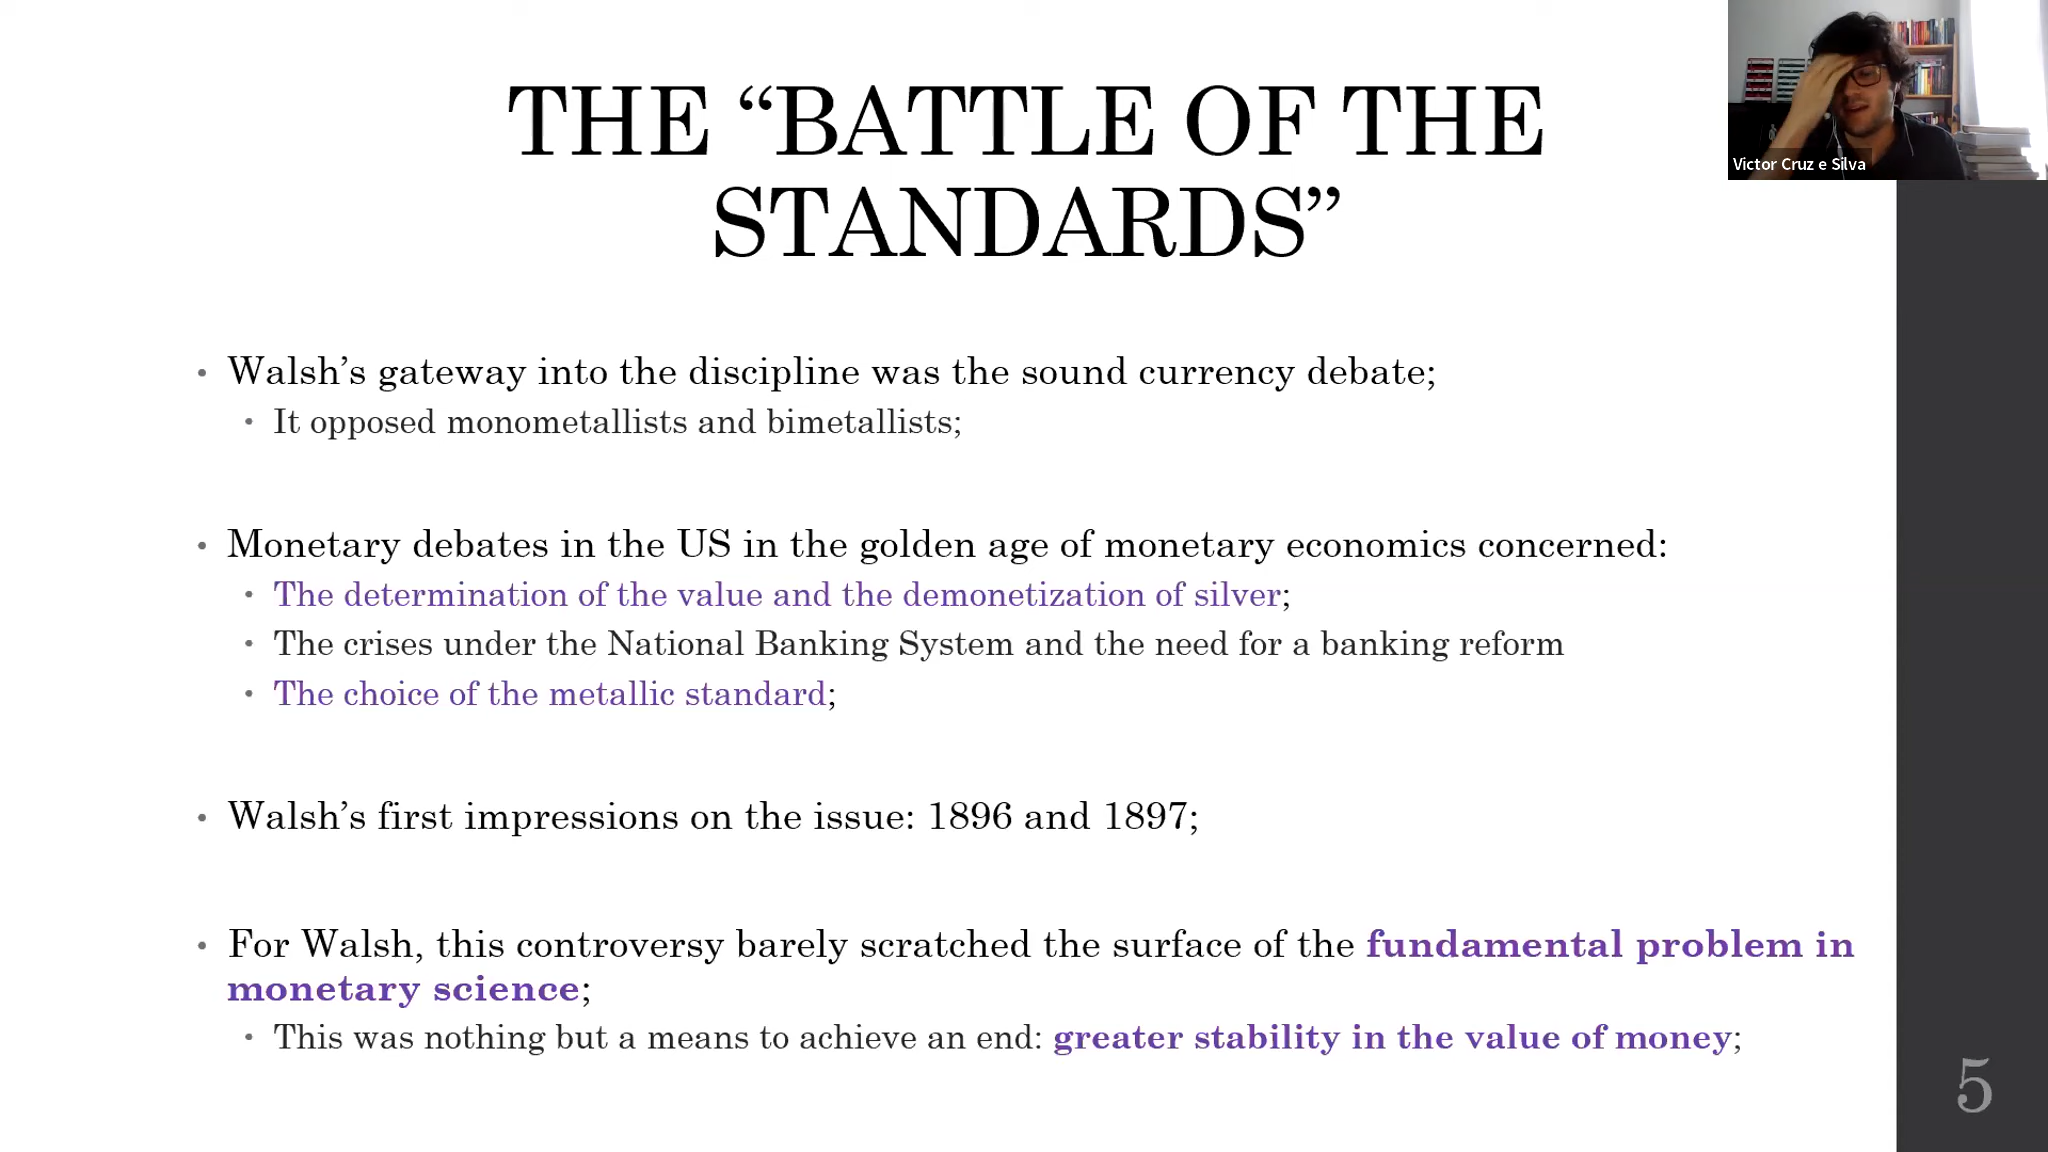 THE “BATTLE OF THE
STANDARDS”
Victor Cruz e Silva
• Walsh’s gateway into the discipline was the sound currency debate;
• It opposed monometallists and bimetallists;
• Monetary debates in the US in the golden age of monetary economics concerned:
• The determination of the value and the demonetization of silver;
• The crises under the National Banking System and the need for a banking reform
• The choice of the metallic standard;
• Walsh’s first impressions on the issue: 1896 and 1897;
• For Walsh, this controversy barely scratched the surface of the fundamental problem in
monetary science;
• This was nothing but a means to achieve an end: greater stability in the value of money;
5